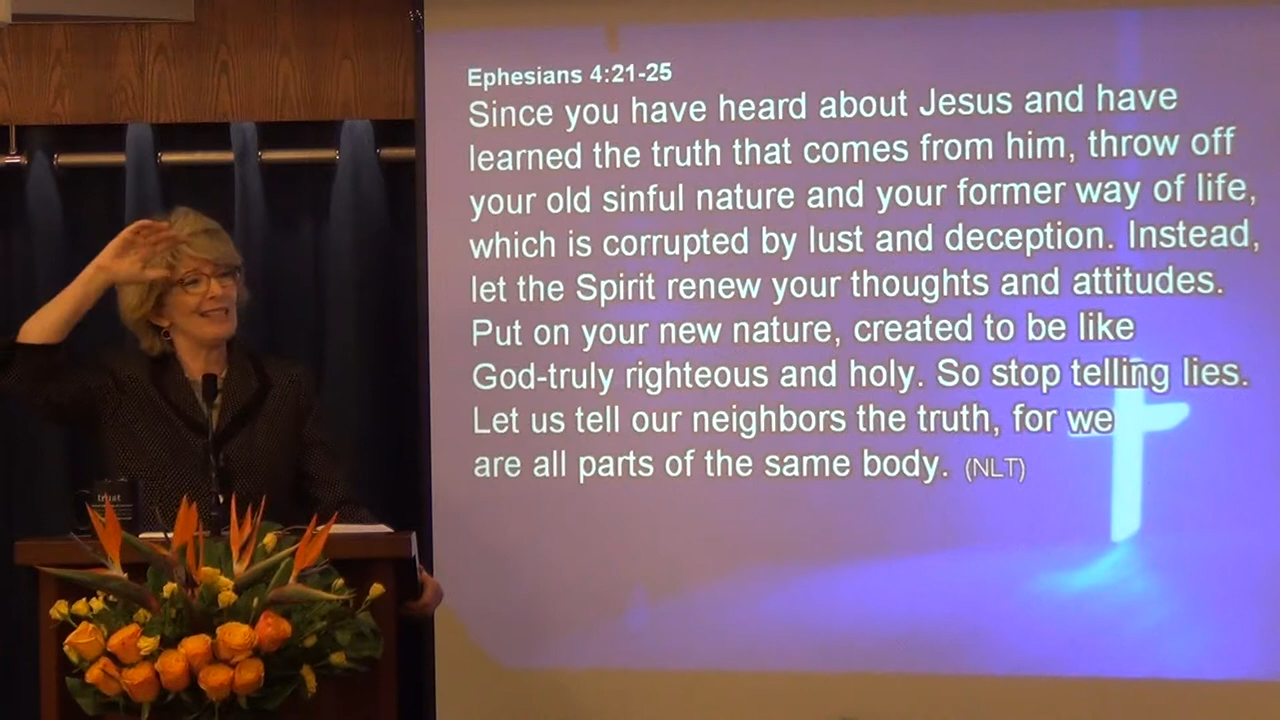 Ephesians 4:21-25
Since you have heard about Jesus and have
learned the truth that comes from him, throw off
your old sinful nature and your former way of life,
which is corrupted by lust and deception. Instead,
let the Spirit renew your thoughts and attitudes.
Put on your new nature, created to be like
God-truly righteous and holy. So stop telling lies.
Let us tell our neighbors the truth, for we
are all parts of the same body. (NLT)